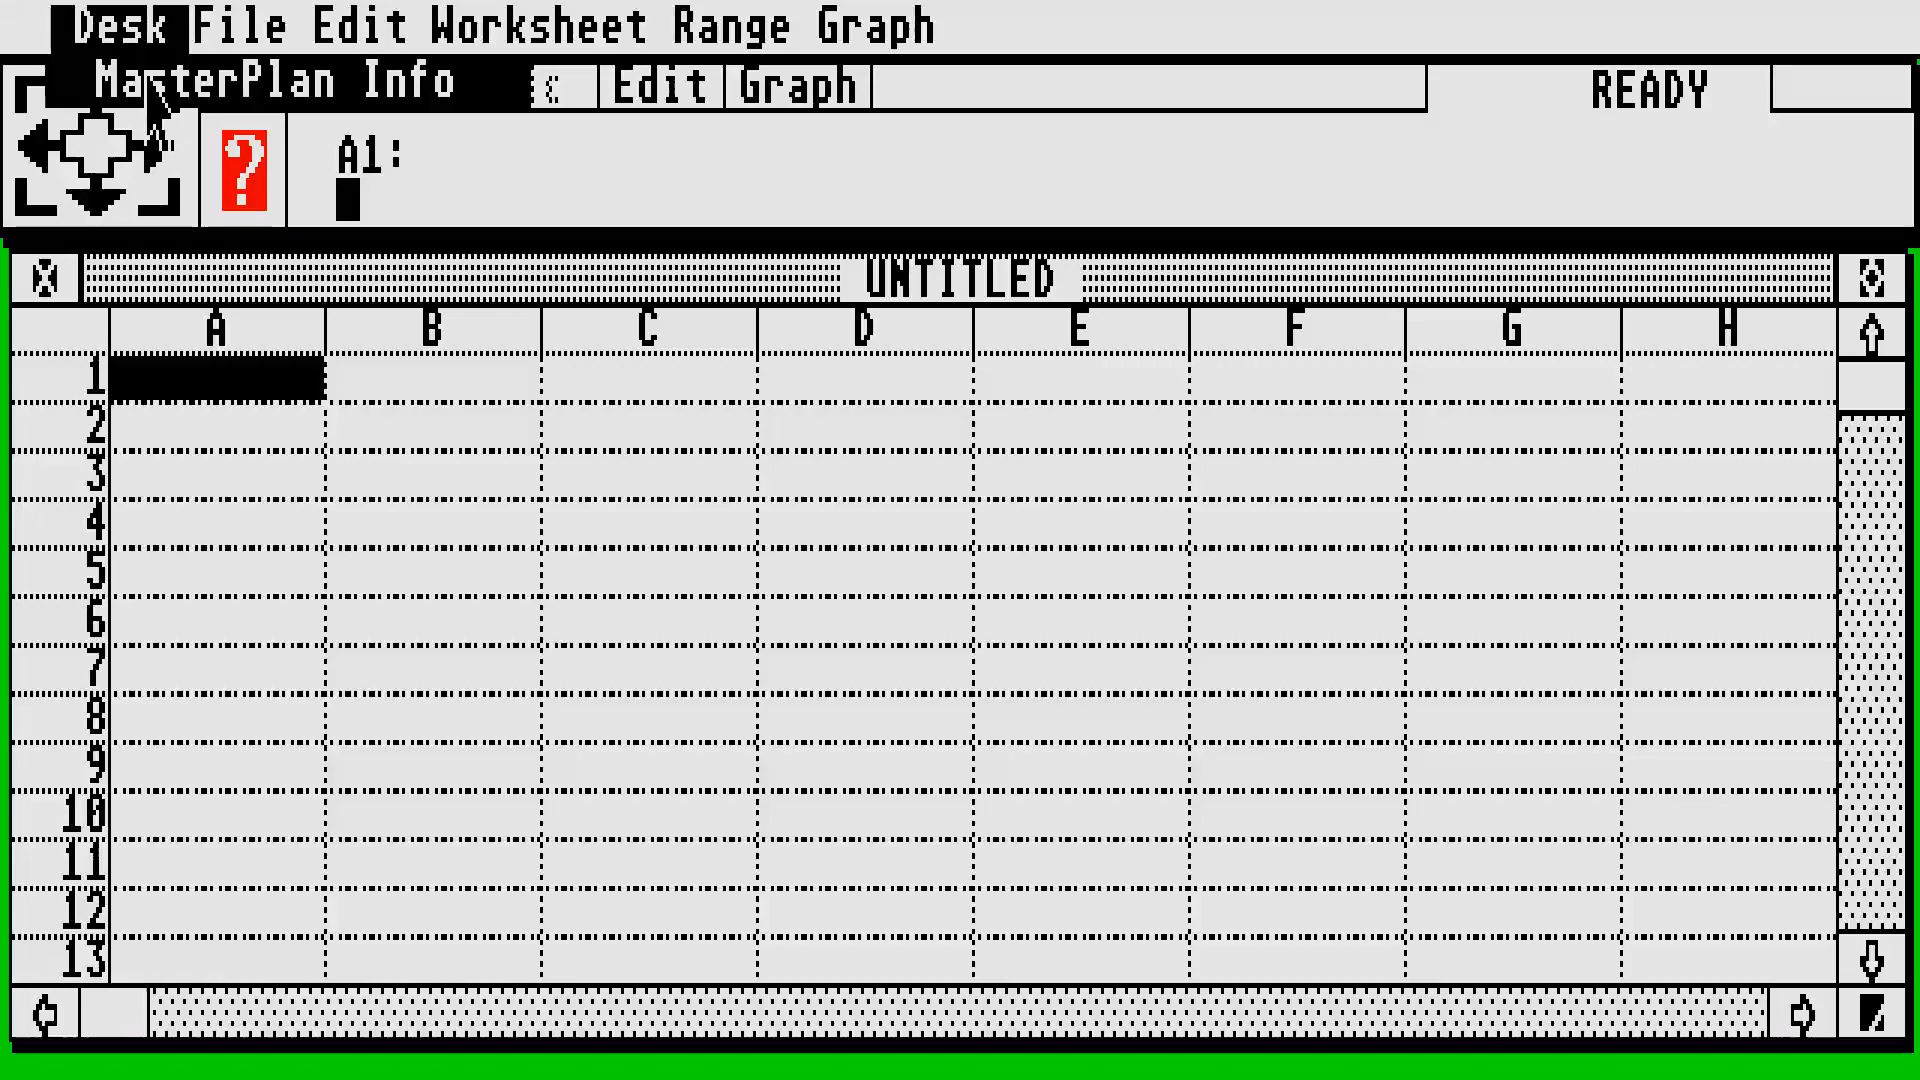 Desk File Edit Worksheet Range Graph
MasterPlan Info
Edit Graph
READY
?
A1:
UNTITLED
A B C D E F G H
1
2
3
4
5
6
7
8
9
10
11
12
13